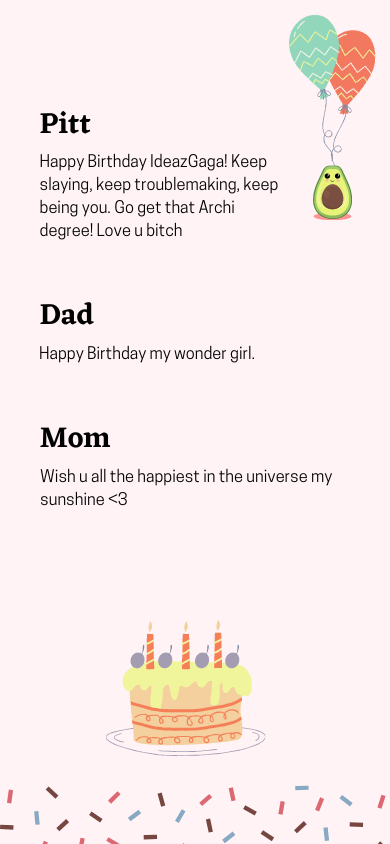 Pitt
Happy Birthday IdeazGaga! Keep
slaying, keep troublemaking, keep
being you. Go get that Archi
degree! Love u bitch
Dad
Happy Birthday my wonder girl.
Mom
Wish u all the happiest in the universe my
sunshine <3